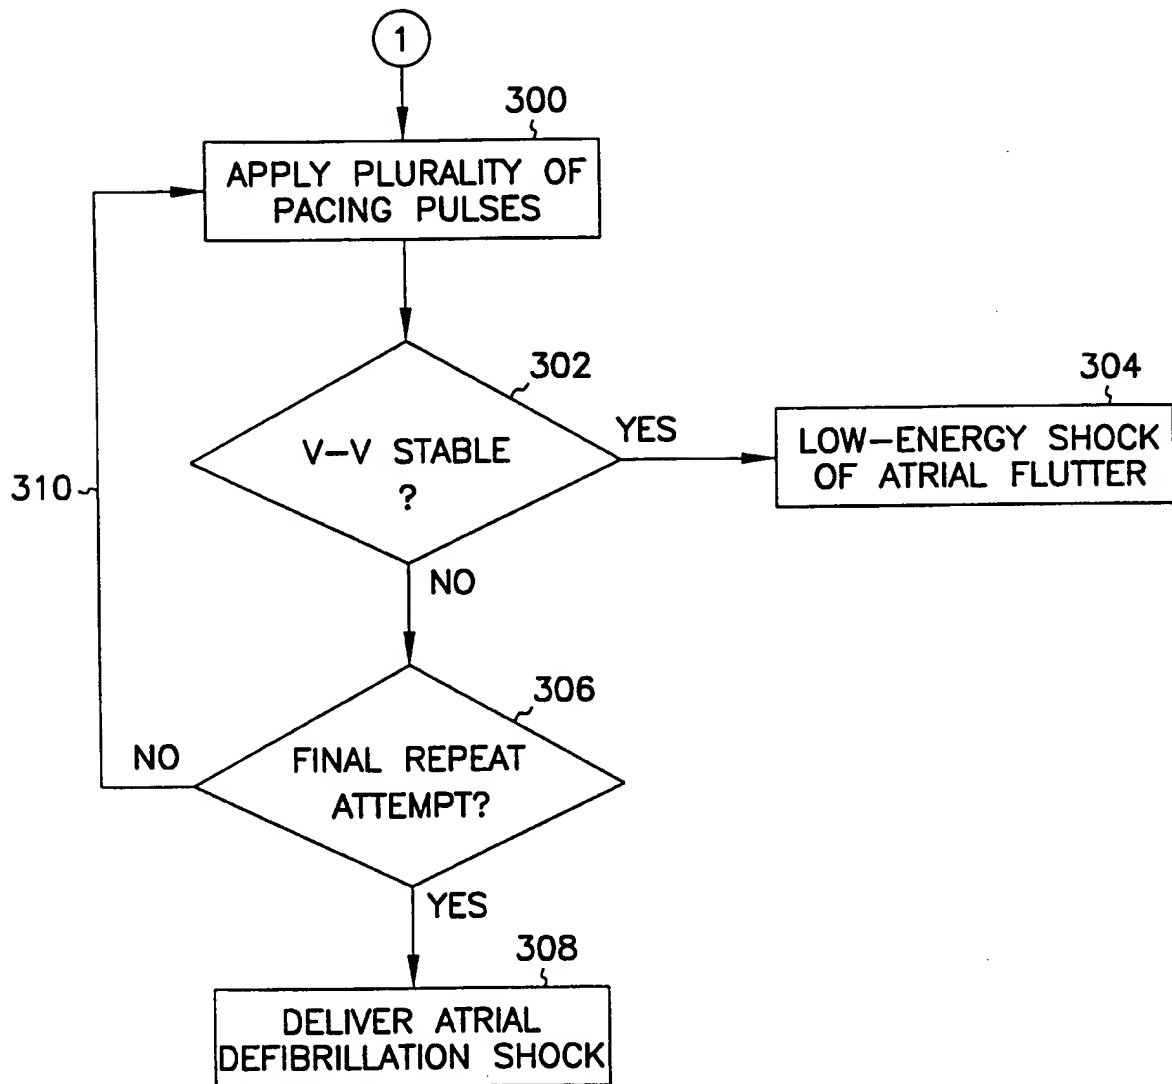 1
300
APPLY PLURALITY OF
PACING PULSES
302
V-V STABLE
?
YES
304
LOW-ENERGY SHOCK
OF ATRIAL FLUTTER
310
NO
306
FINAL REPEAT
ATTEMPT?
NO
YES
308
DELIVER ATRIAL
DEFIBRILLATION SHOCK